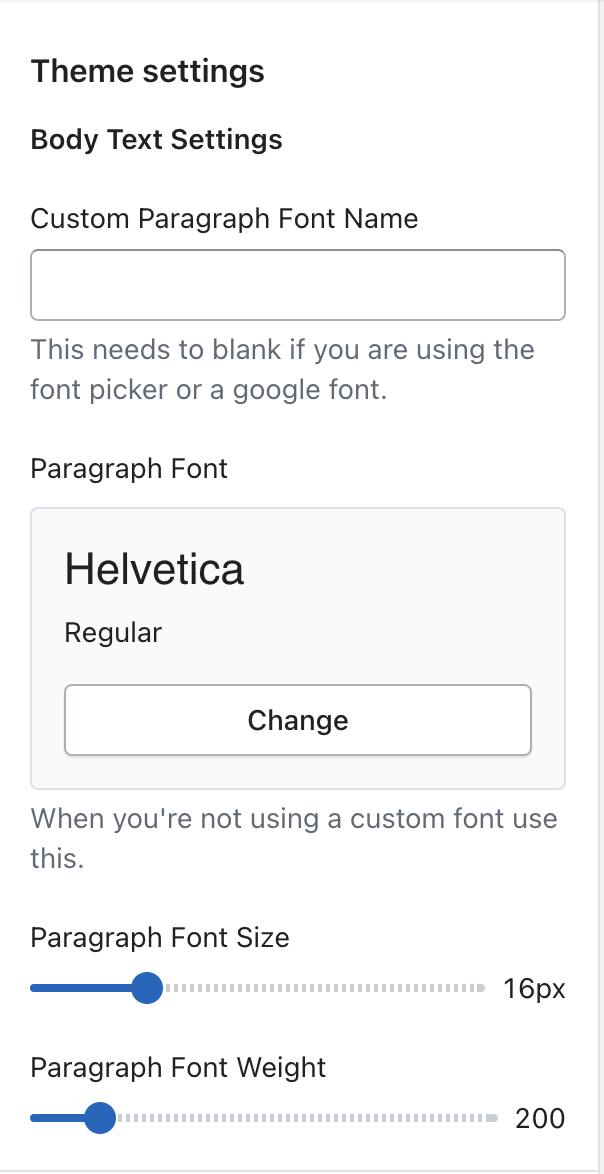 Theme settings
Body Text Settings
Custom Paragraph Font Name
This needs to blank if you are using the
font picker or a google font.
Paragraph Font
Helvetica
Regular
Change
When you're not using a custom font use
this.
Paragraph Font Size
16px
Paragraph Font Weight
200